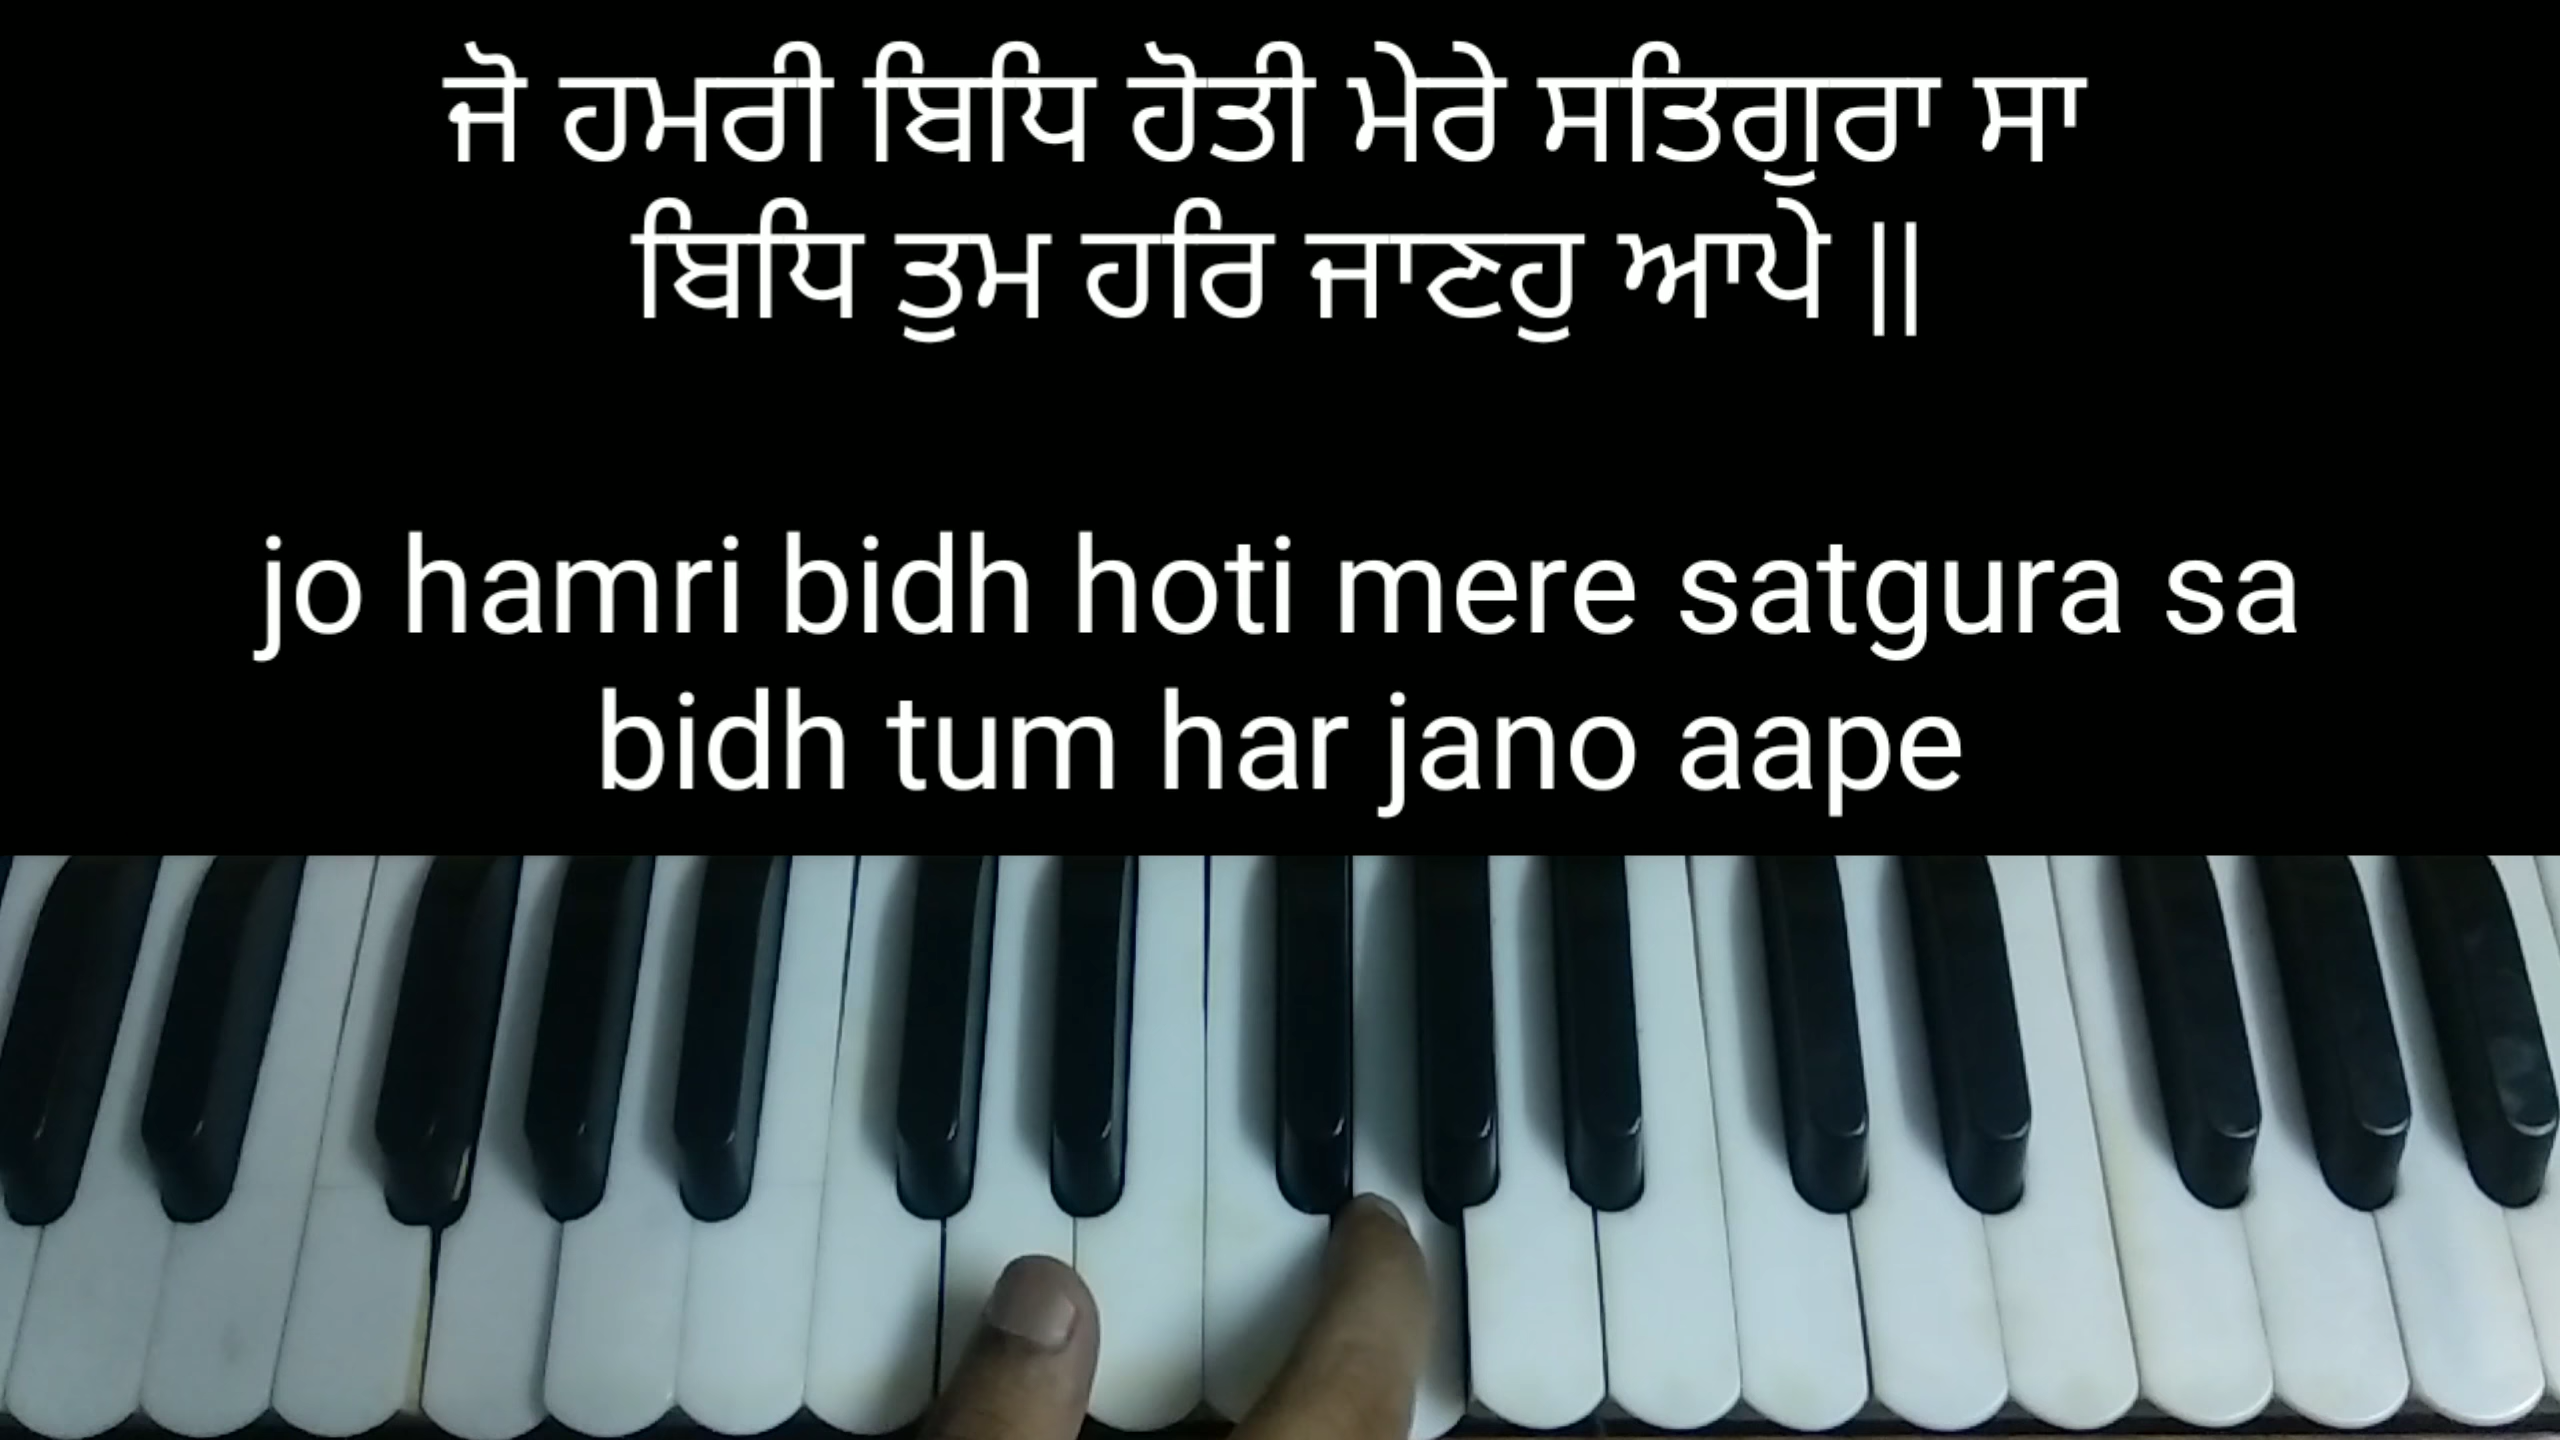 ਜੋ ਹਮਰੀ ਬਿਧਿ ਹੋਤੀ ਮੇਰੇ ਸਤਿਗੁਰਾ ਸਾ
ਬਿਧਿ ਤੁਮ ਹਰਿ ਜਾਣਹੁ ਆਪੇ ||
jo hamri bidh hoti mere satgura sa
bidh tum har jano aape